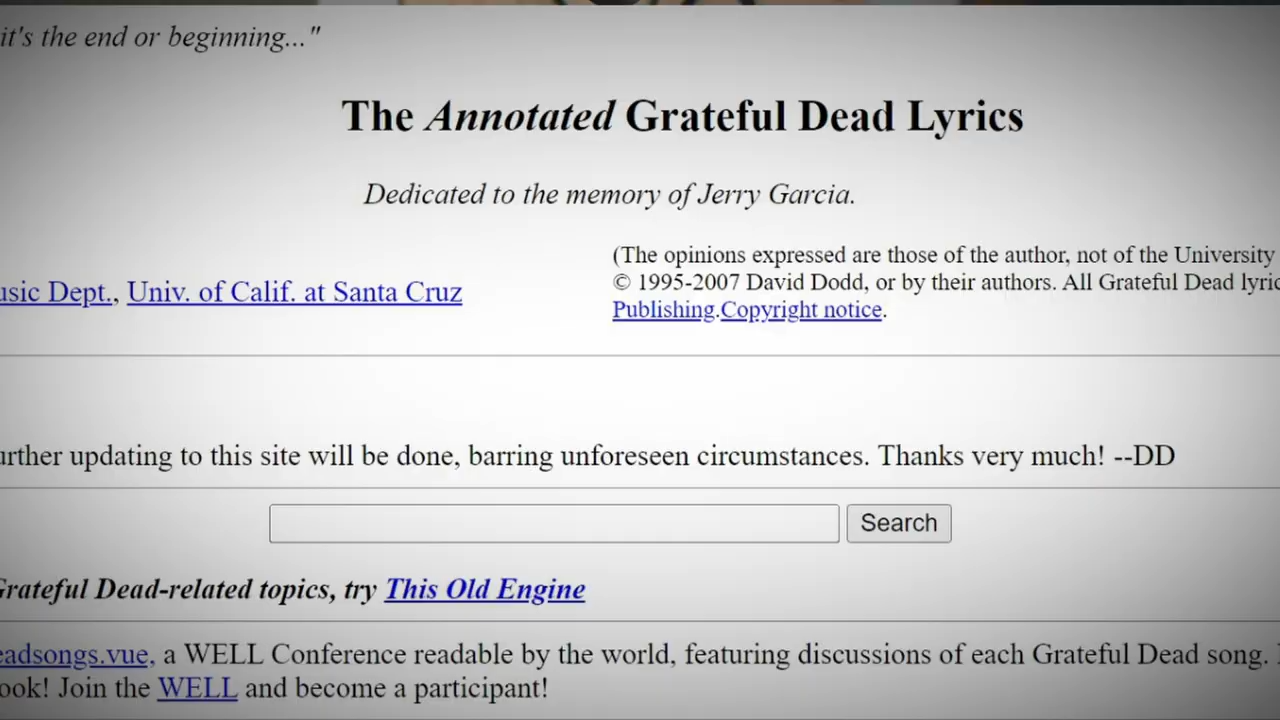 it's the end or beginning..."
The Annotated Grateful Dead Lyrics
Dedicated to the memory of Jerry Garcia.
(The opinions expressed are those of the author, not of the University
usic Dept., Univ. of Calif. at Santa Cruz
© 1995-2007 David Dodd, or by their authors. All Grateful Dead lyric
Publishing.Copyright notice.
urther updating to this site will be done, barring unforeseen circumstances. Thanks very much! --DD
Search
Grateful Dead-related topics, try This Old Engine
eadsongs.vue, a WELL Conference readable by the world, featuring discussions of each Grateful Dead song.
ook! Join the WELL and become a participant!